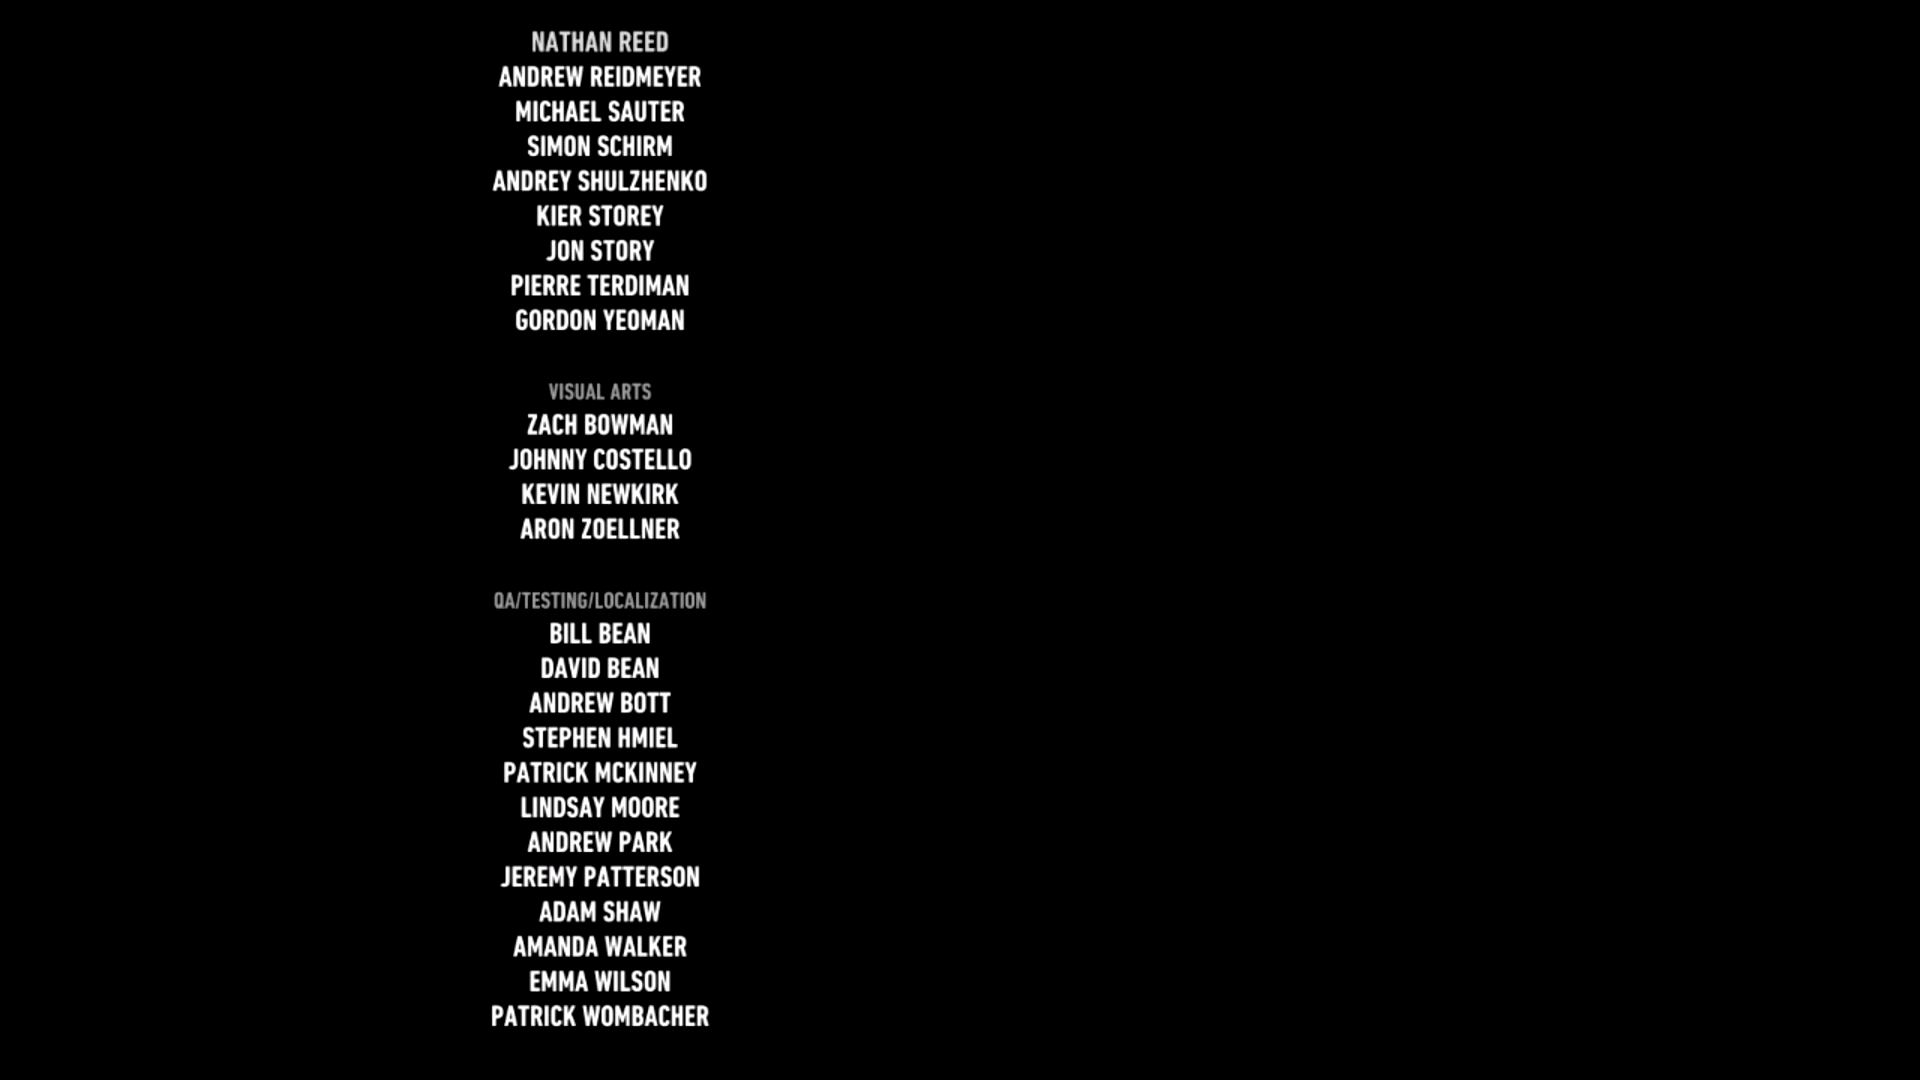 NATHAN REED
ANDREW REIDMEYER
MICHAEL SAUTER
SIMON SCHIRM
ANDREY SHULZHENKO
KIER STOREY
JON STORY
PIERRE TERDIMAN
GORDON YEOMAN
VISUAL ARTS
ZACH BOWMAN
JOHNNY COSTELLO
KEVIN NEWKIRK
ARON ZOELLNER
QA/TESTING/LOCALIZATION
BILL BEAN
DAVID BEAN
ANDREW BOTT
STEPHEN HMIEL
PATRICK MCKINNEY
LINDSAY MOORE
ANDREW PARK
JEREMY PATTERSON
ADAM SHAW
AMANDA WALKER
EMMA WILSON
PATRICK WOMBACHER